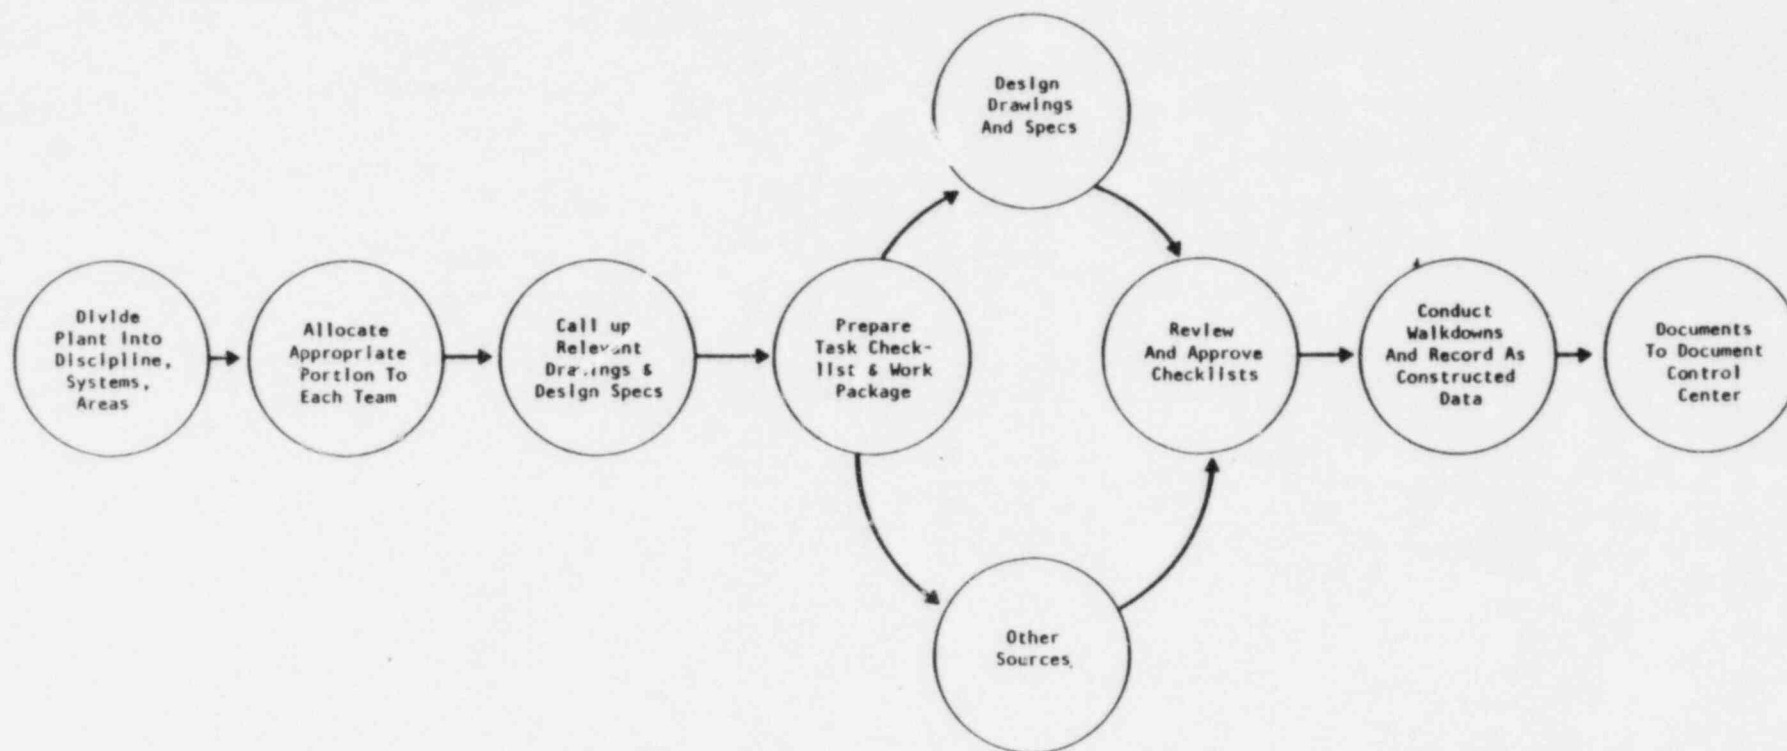 Design
Drawings
And Specs
Divide
Plant into
Discipline,
Systems,
Areas
Allocate
Appropriate
Portion To
Each Team
Call up
Relevant
Drawings &
Design Specs
Prepare
Task Check-
list & Work
Package
Review
And Approve
Checklists
Conduct
Walkdowns
And Record As
Constructed
Data
Documents
To Document
Control
Center
Other
Sources